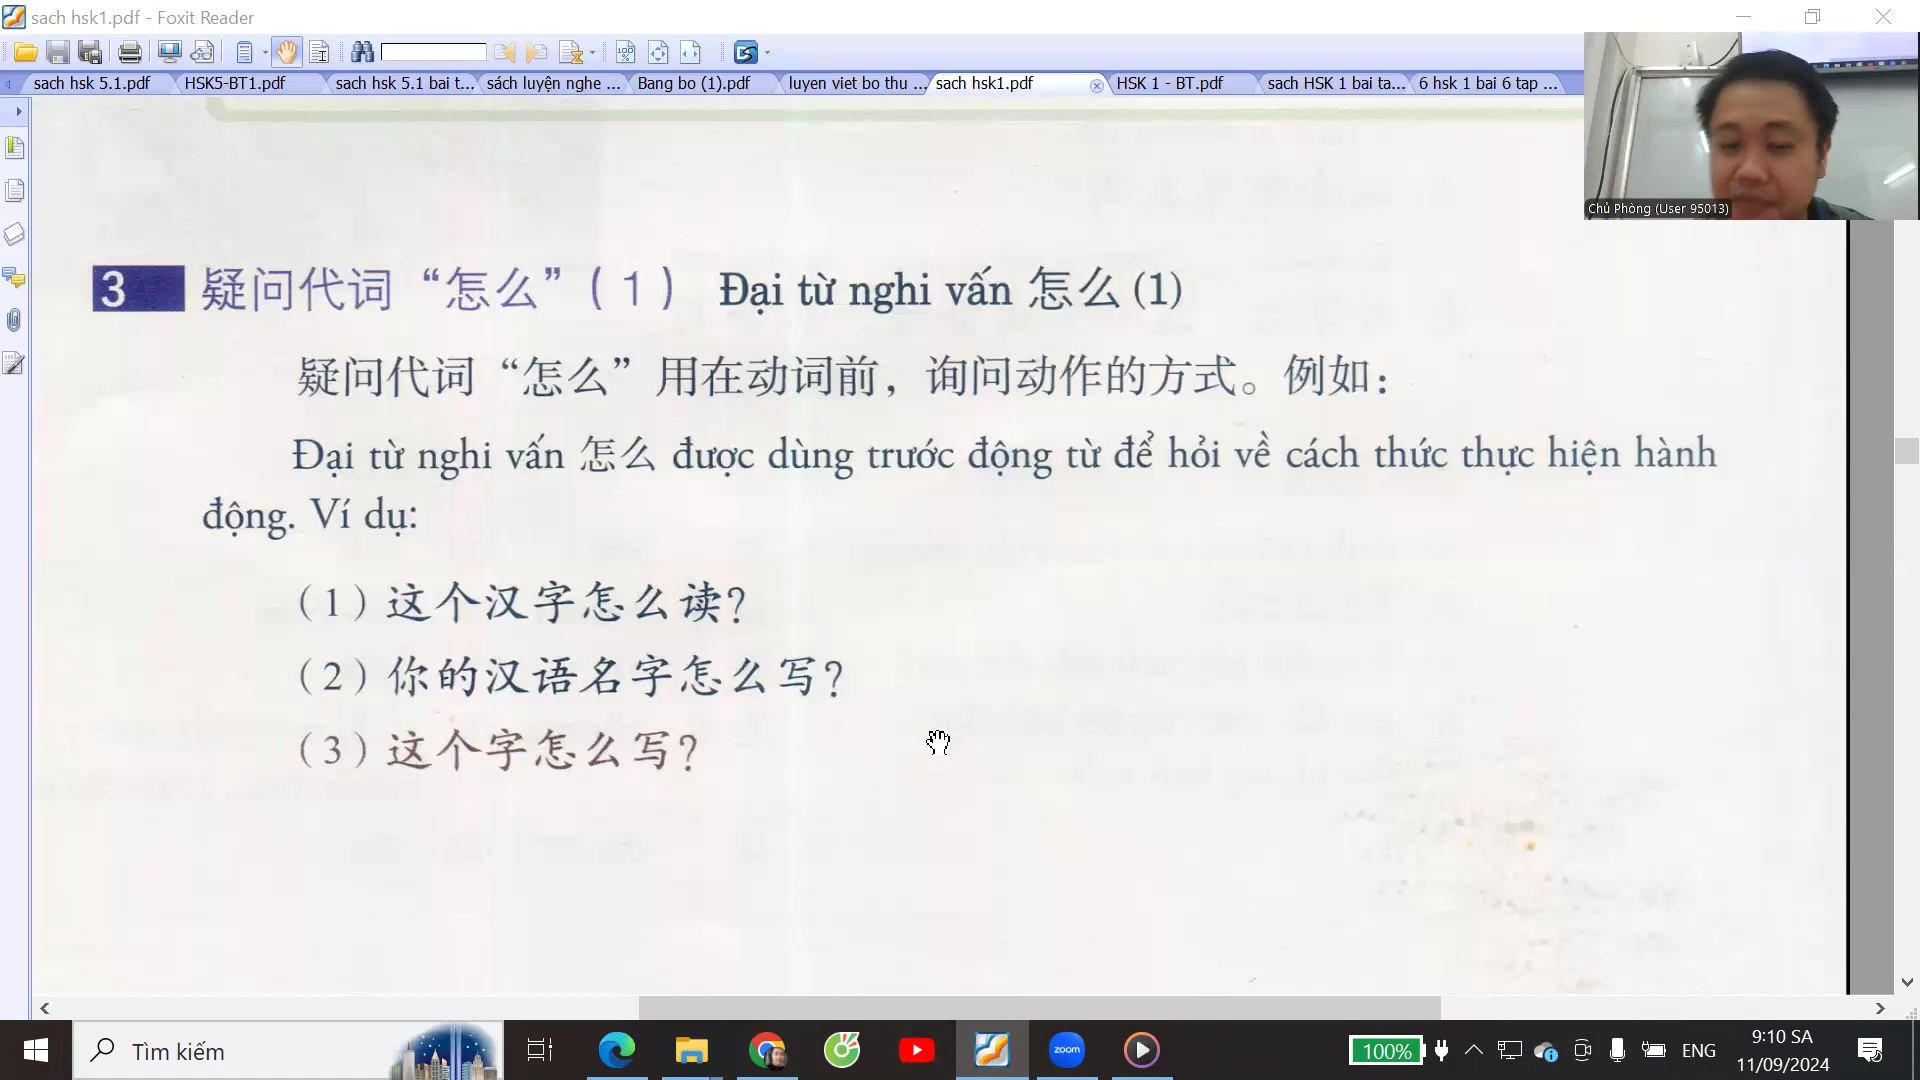 sach hsk1.pdf - Foxit Reader
sach hsk 5.1.pdf
HSK5-BT1.pdf
sach hsk 5.1 bai t...
sách luyện nghe ...
Bang bo (1).pdf
luyen viet bo thu ...
sach hsk1.pdf
HSK 1 - BT.pdf
sach HSK 1 bai ta...
6 hsk 1 bai 6 tap ...
Chủ Phòng (User 95013)
3 疑问代词“怎么”(1) Đại từ nghi vấn 怎么 (1)
疑问代词“怎么”用在动词前，询问动作的方式。例如：
Đại từ nghi vấn 怎么 được dùng trước động từ để hỏi về cách thức thực hiện hành
động. Ví dụ:
(1) 这个汉字怎么读?
(2) 你的汉语名字怎么写?
(3) 这个字怎么写?
Tìm kiếm
zoom
100%
ENG
9:10 SA
11/09/2024